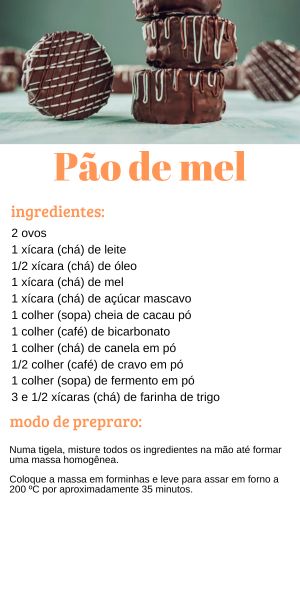 Pão de mel
ingredientes:
2 ovos
1 xícara (chá) de leite
1/2 xícara (chá) de óleo
1 xícara (chá) de mel
1 xícara (chá) de açúcar mascavo
1 colher (sopa) cheia de cacau pó
1 colher (café) de bicarbonato
1 colher (chá) de canela em pó
1/2 colher (café) de cravo em pó
1 colher (sopa) de fermento em pó
3 e 1/2 xícaras (chá) de farinha de trigo
modo de prepraro:
Numa tigela, misture todos os ingredientes na mão até formar
uma massa homogênea.
Coloque a massa em forminhas e leve para assar em forno a
200 ºC por aproximadamente 35 minutos.